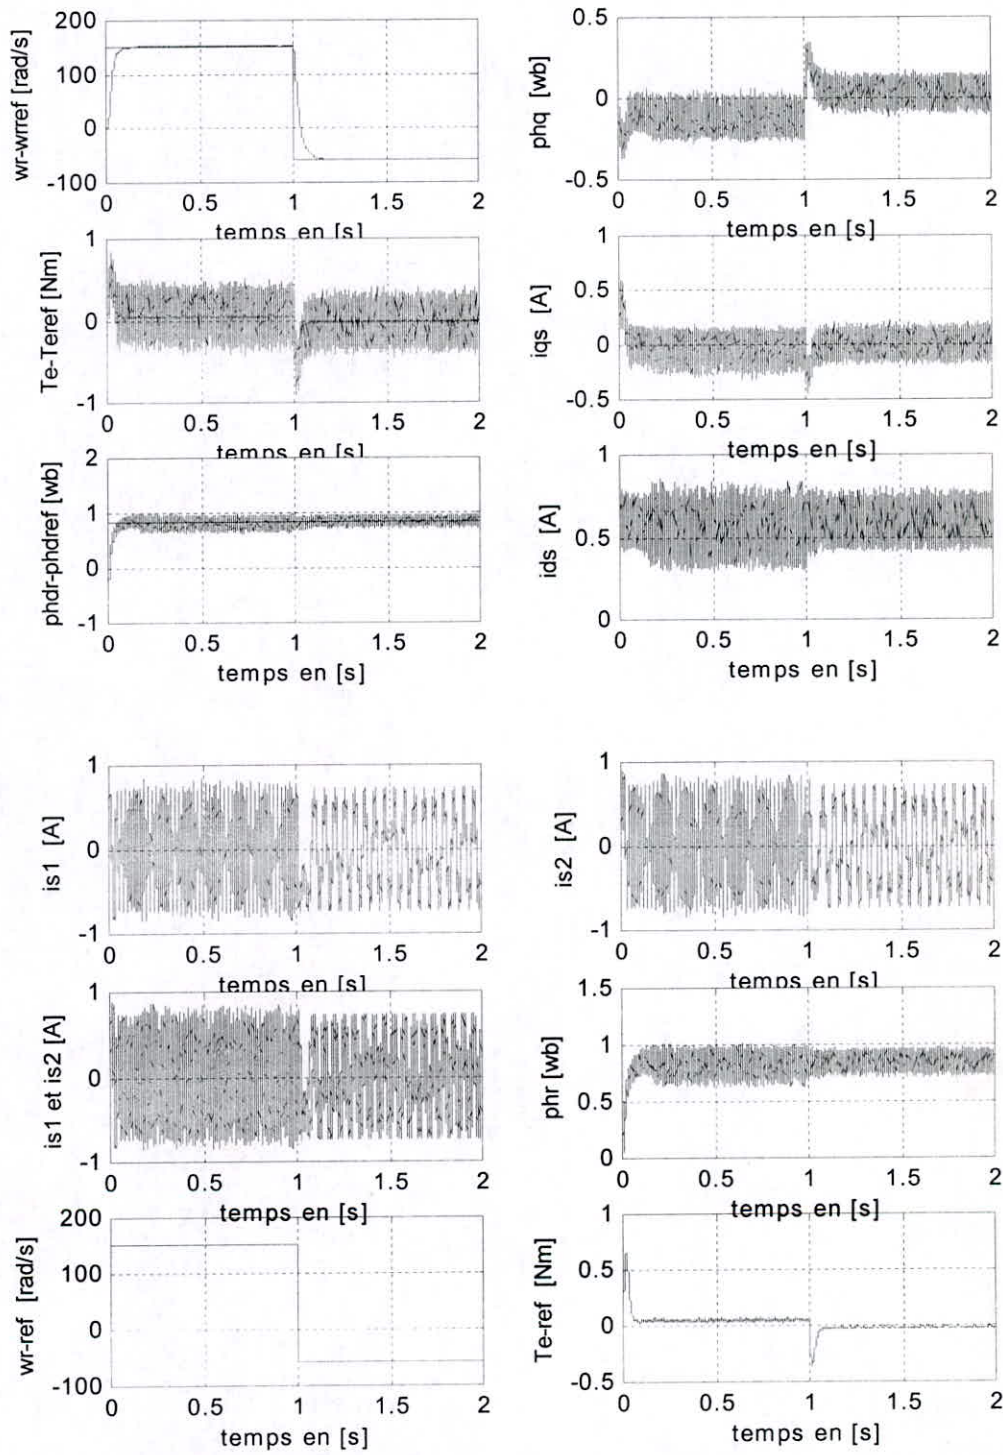 wr-wrref [rad/s]
200
100
0
-100
0 0.5 1 1.5 2
temps en [s]
phq [wb]
0.5
0
-0.5
0 0.5 1 1.5 2
temps en [s]
Te-Teref [Nm]
1
0
-1
0 0.5 1 1.5 2
temps en [s]
iqs [A]
1
0.5
0
-0.5
0 0.5 1 1.5 2
temps en [s]
phdr-phdref [wb]
2
1
0
-1
0 0.5 1 1.5 2
temps en [s]
ids [A]
1
0.5
0
0 0.5 1 1.5 2
temps en [s]
is1 [A]
1
0
-1
0 0.5 1 1.5 2
temps en [s]
is2 [A]
1
0
-1
0 0.5 1 1.5 2
temps en [s]
is1 et is2 [A]
1
0
-1
0 0.5 1 1.5 2
temps en [s]
phr [wb]
1.5
1
0.5
0
0 0.5 1 1.5 2
temps en [s]
wr-ref [rad/s]
200
100
0
-100
0 0.5 1 1.5 2
temps en [s]
Te-ref [Nm]
1
0.5
0
-0.5
0 0.5 1 1.5 2
temps en [s]